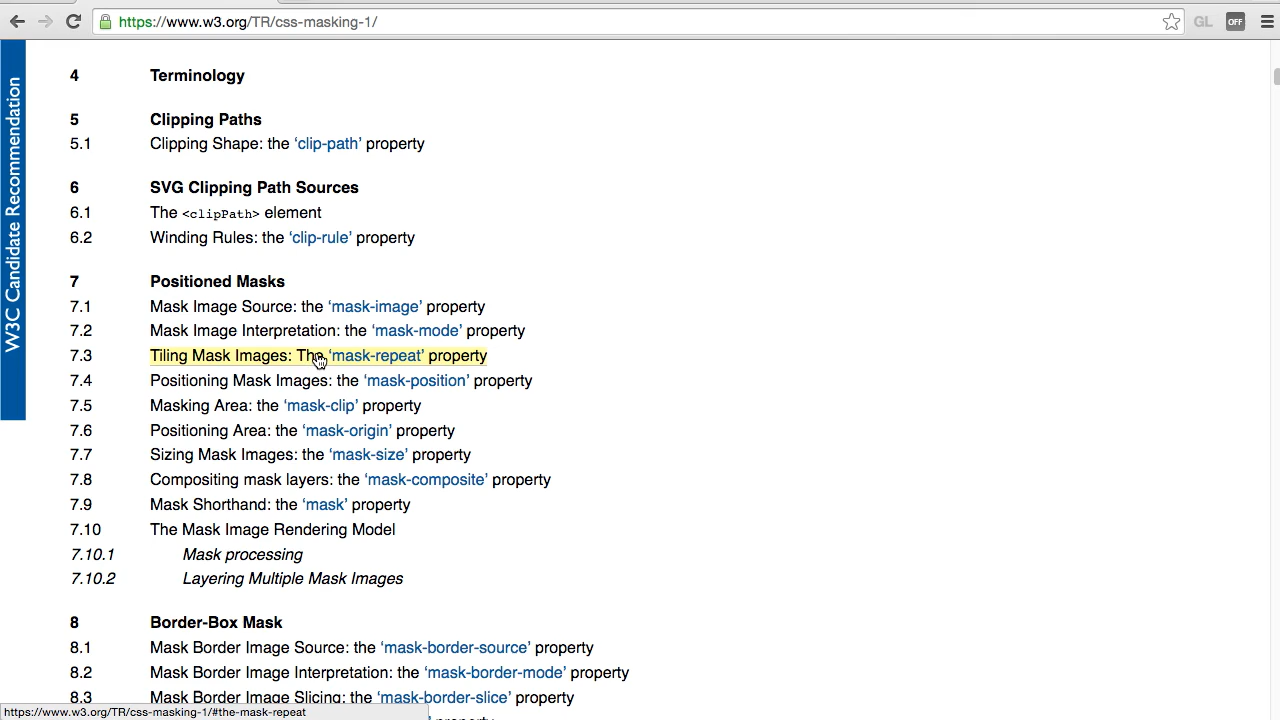 https://www.w3.org/TR/css-masking-1/
GL
OFF
W3C Candidate Recommendation
4 Terminology
5 Clipping Paths
5.1 Clipping Shape: the ‘clip-path’ property
6 SVG Clipping Path Sources
6.1 The <clipPath> element
6.2 Winding Rules: the ‘clip-rule’ property
7 Positioned Masks
7.1 Mask Image Source: the ‘mask-image’ property
7.2 Mask Image Interpretation: the ‘mask-mode’ property
7.3 Tiling Mask Images: The ‘mask-repeat’ property
7.4 Positioning Mask Images: the ‘mask-position’ property
7.5 Masking Area: the ‘mask-clip’ property
7.6 Positioning Area: the ‘mask-origin’ property
7.7 Sizing Mask Images: the ‘mask-size’ property
7.8 Compositing mask layers: the ‘mask-composite’ property
7.9 Mask Shorthand: the ‘mask’ property
7.10 The Mask Image Rendering Model
7.10.1 Mask processing
7.10.2 Layering Multiple Mask Images
8 Border-Box Mask
8.1 Mask Border Image Source: the ‘mask-border-source’ property
8.2 Mask Border Image Interpretation: the ‘mask-border-mode’ property
8.3 Mask Border Image Slicing: the ‘mask-border-slice’ property
https://www.w3.org/TR/css-masking-1/#the-mask-repeat